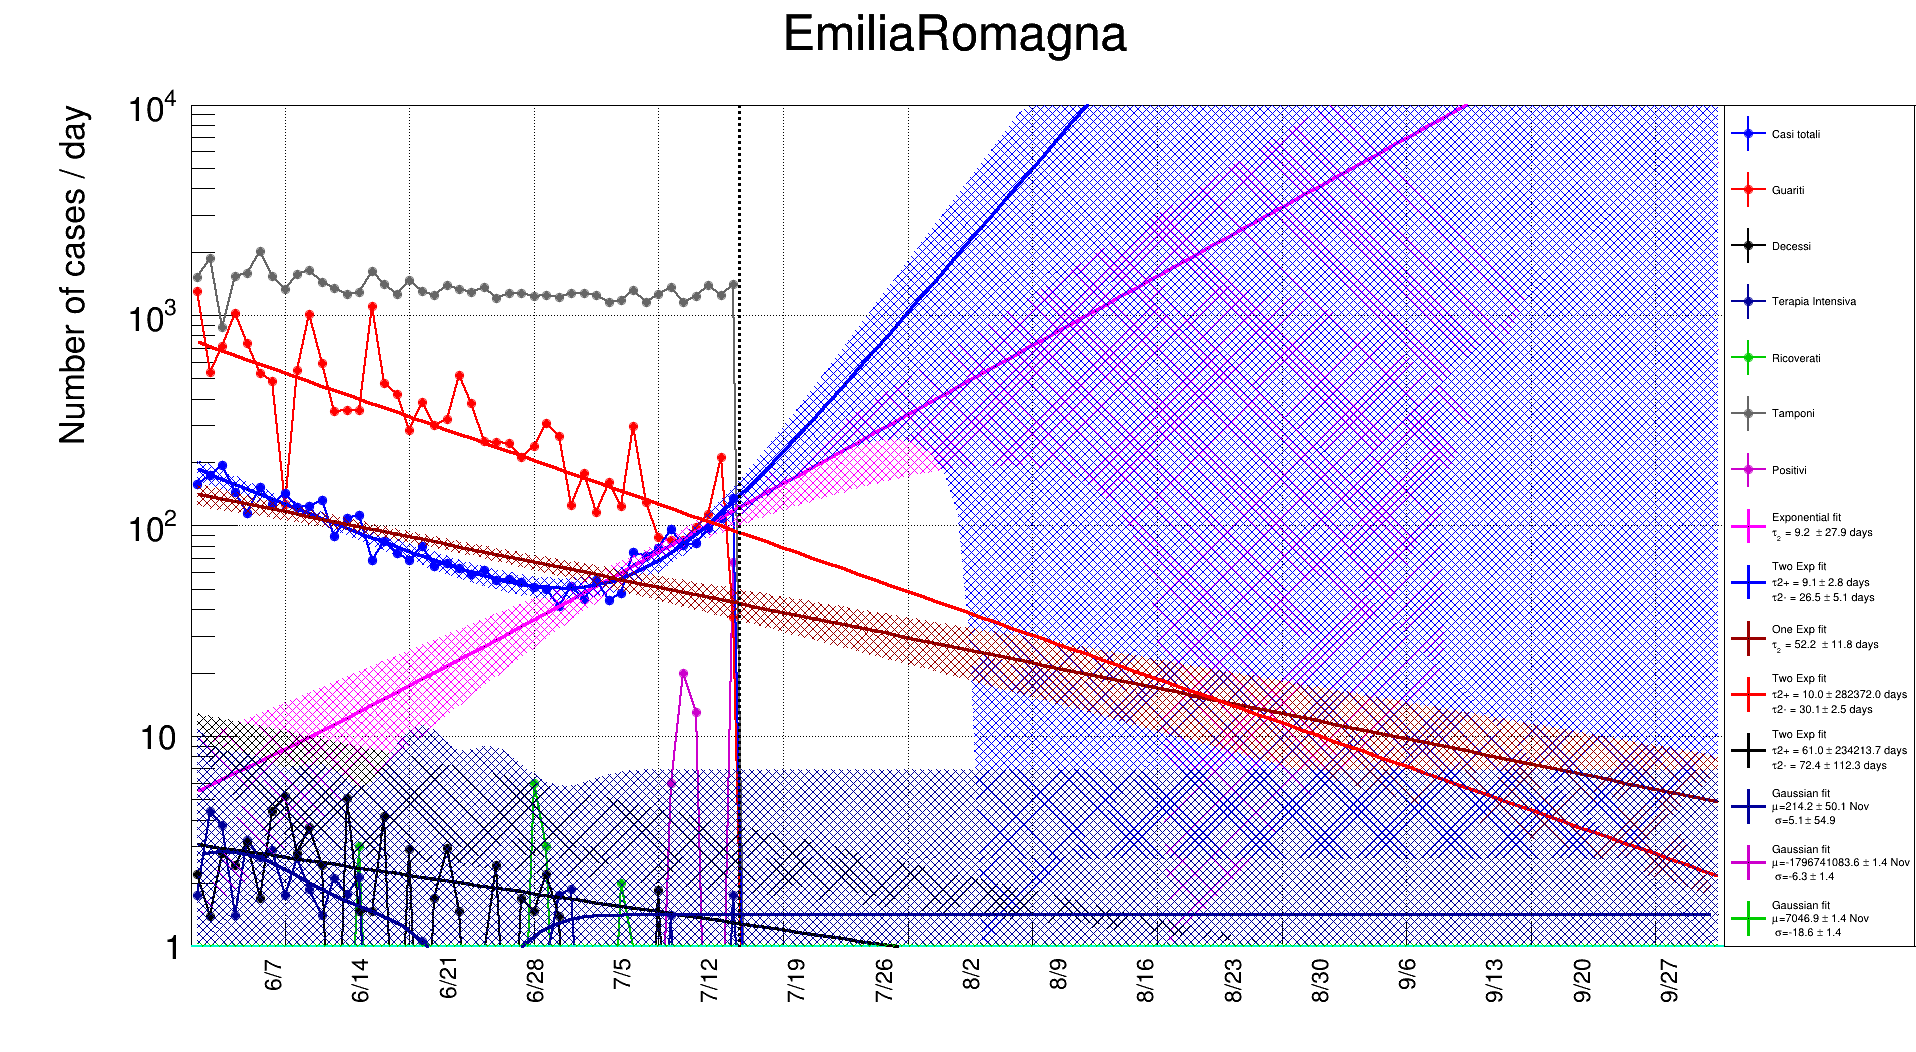 EmiliaRomagna
Number of cases / day
10⁴
10³
10²
10
1
6/7
6/14
6/21
6/28
7/5
7/12
7/19
7/26
8/2
8/9
8/16
8/23
8/30
9/6
9/13
9/20
9/27
Casi totali
Guariti
Decessi
Terapia Intensiva
Ricoverati
Tamponi
Positivi
Exponential fit
τ₂ = 9.2 ± 27.9 days
Two Exp fit
τ2+ = 9.1 ± 2.8 days
τ2- = 26.5 ± 5.1 days
One Exp fit
τ₂ = 52.2 ± 11.8 days
Two Exp fit
τ2+ = 10.0 ± 282372.0 days
τ2- = 30.1 ± 2.5 days
Two Exp fit
τ2+ = 61.0 ± 234213.7 days
τ2- = 72.4 ± 112.3 days
Gaussian fit
μ=214.2 ± 50.1 Nov
σ=5.1 ± 54.9
Gaussian fit
μ=-1796741083.6 ± 1.4 Nov
σ=-6.3 ± 1.4
Gaussian fit
μ=7046.9 ± 1.4 Nov
σ=-18.6 ± 1.4